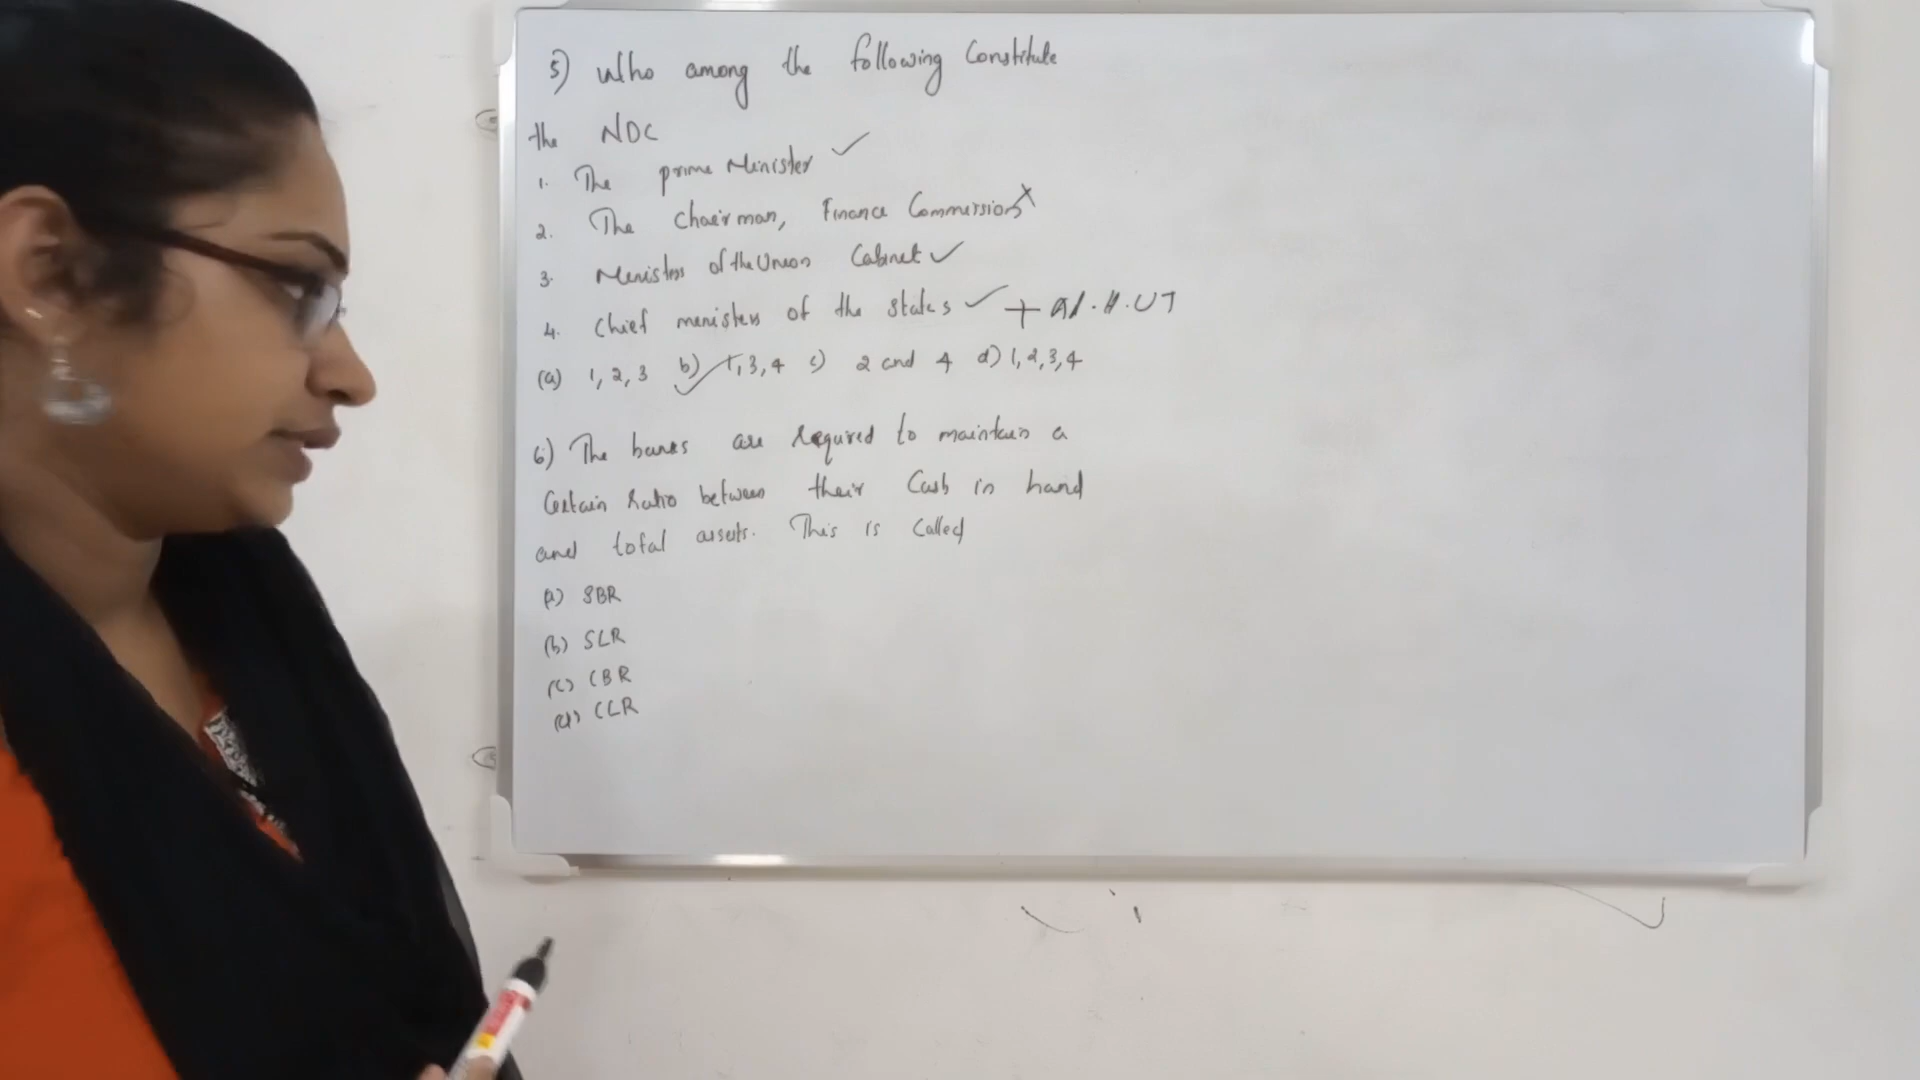 5) Who among the following Constitute
the NDC
1. The prime Minister ✓
2. The Chairman, Finance Commission X
3. Ministers of the Union Cabinet ✓
4. Chief ministers of the states ✓ + Ad. H. UT
(a) 1, 2, 3 b) 1, 3, 4 c) 2 and 4 d) 1, 2, 3, 4
6) The banks are required to maintain a
Certain ratio between their Cash in hand
and total assets. This is called
(a) SBR
(b) SLR
(c) CBR
(d) CLR